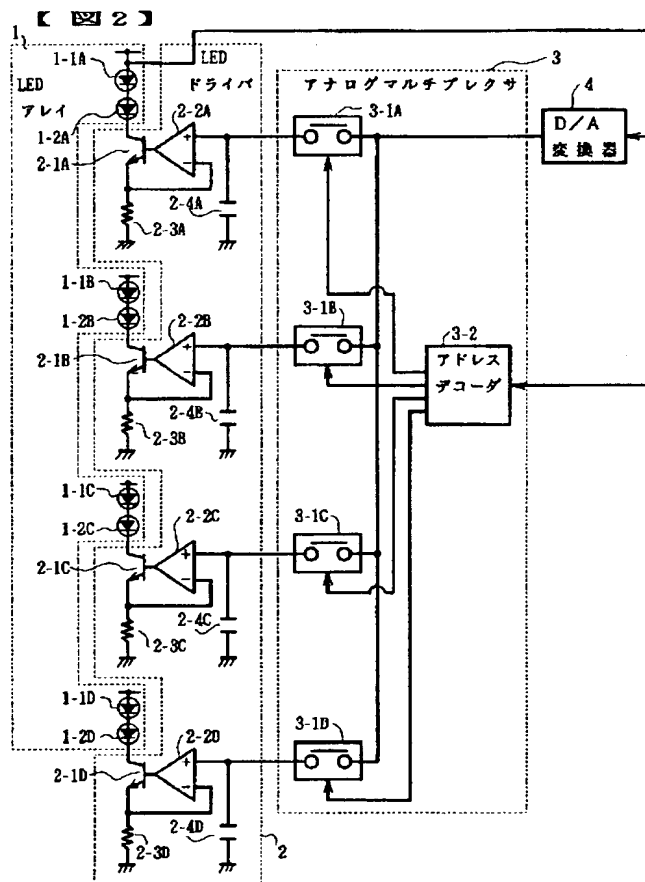 【図2】
1
1-1A
LED
LED
アレイ
ドライバ
1-2A
2-2A
2-1A
2-4A
2-3A
3
アナログマルチプレクサ
3-1A
4
D/A
変換器
1-1B
1-2B
2-2B
2-1B
2-4B
2-3B
3-1B
3-2
アドレス
デコーダ
1-1C
1-2C
2-2C
2-1C
2-4C
2-3C
3-1C
1-1D
1-2D
2-2D
2-1D
2-4D
2-3D
2
3-1D